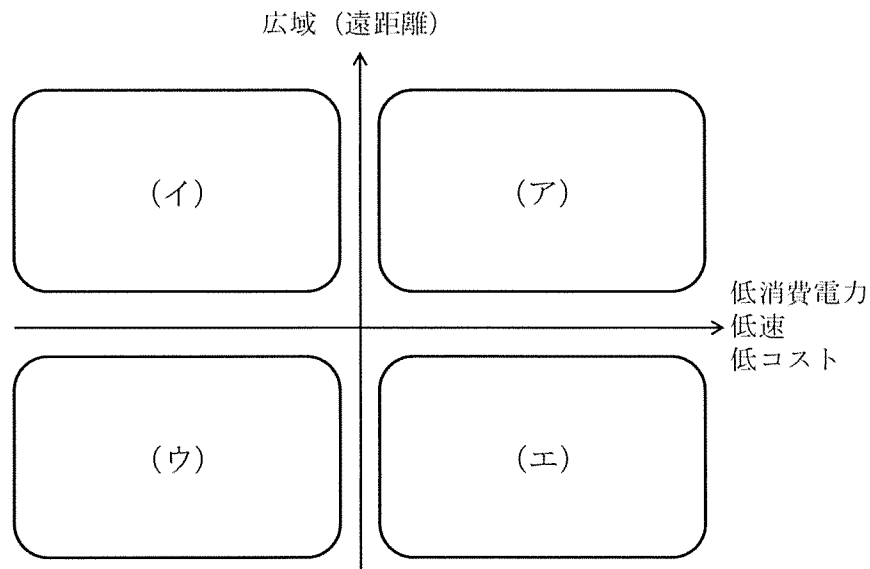 広域（遠距離）
（イ）
（ア）
低消費電力
低速
低コスト
（ウ）
（エ）